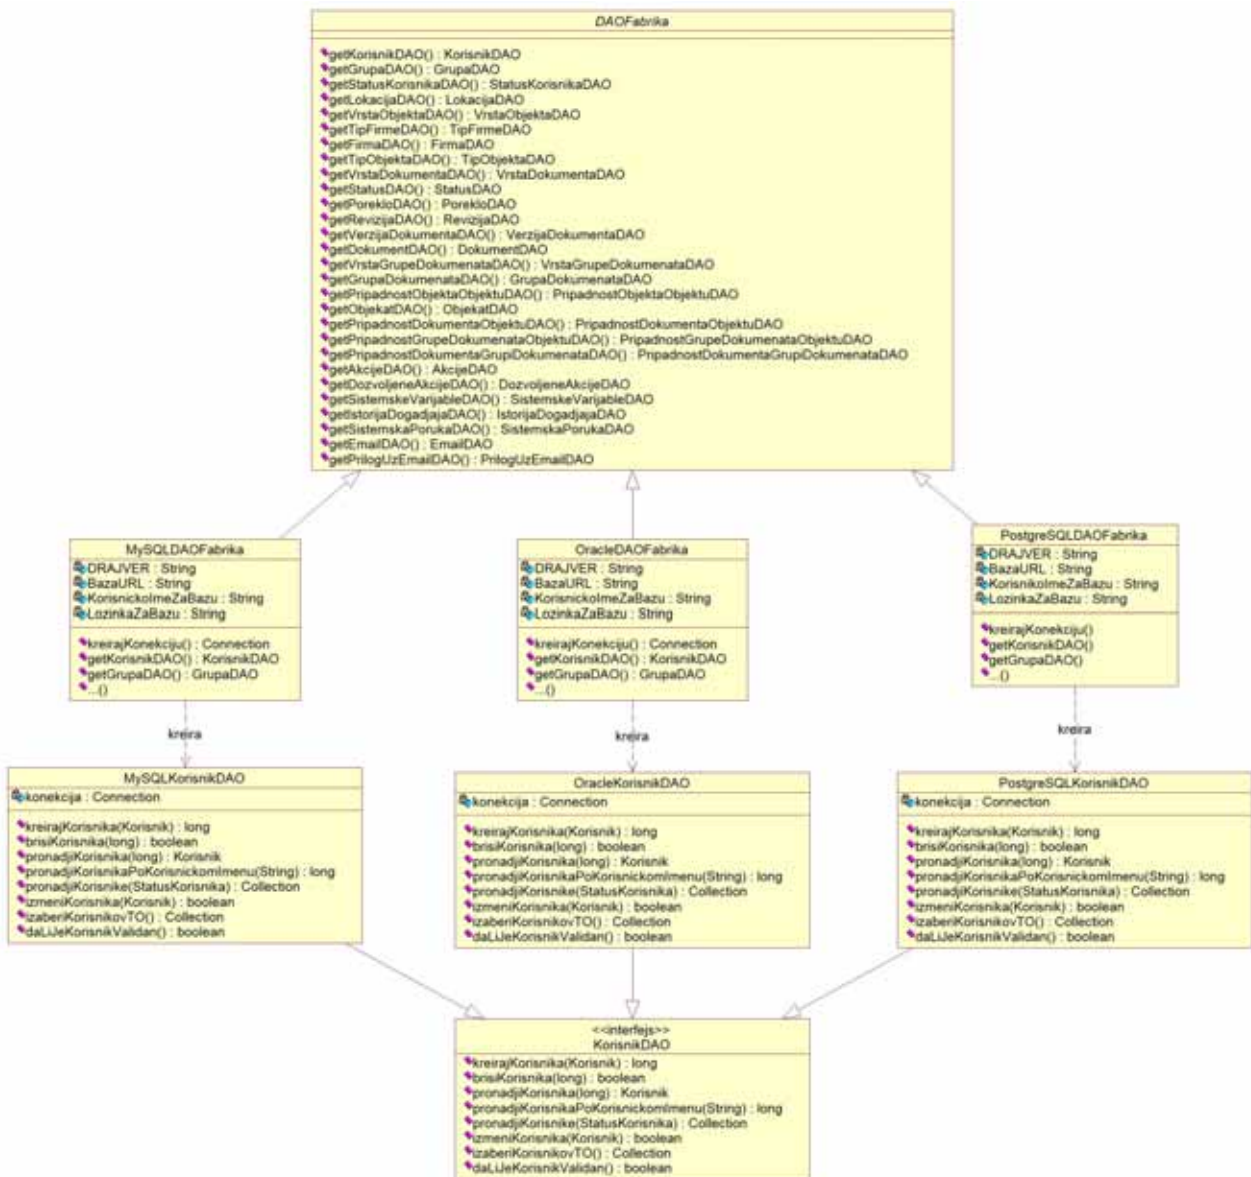 DAOFabrika
getKorisnikDAO() : KorisnikDAO
getGrupaDAO() : GrupaDAO
getStatusKorisnikaDAO() : StatusKorisnikaDAO
getLokacijaDAO() : LokacijaDAO
getVrstaObjektaDAO() : VrstaObjektaDAO
getTipFirmeDAO() : TipFirmeDAO
getFirmaDAO() : FirmaDAO
getTipObjektaDAO() : TipObjektaDAO
getVrstaDokumentaDAO() : VrstaDokumentaDAO
getStatusDAO() : StatusDAO
getPorekloDAO() : PorekloDAO
getRevizijaDAO() : RevizijaDAO
getVerzijaDokumentaDAO() : VerzijaDokumentaDAO
getDokumentDAO() : DokumentDAO
getVrstaGrupeDokumenataDAO() : VrstaGrupeDokumenataDAO
getGrupaDokumenataDAO() : GrupaDokumenataDAO
getPripadnostObjektaObjektuDAO() : PripadnostObjektaObjektuDAO
getObjekatDAO() : ObjekatDAO
getPripadnostDokumentaObjektuDAO() : PripadnostDokumentaObjektuDAO
getPripadnostGrupeDokumenataObjektuDAO() : PripadnostGrupeDokumenataObjektuDAO
getPripadnostDokumentaGrupiDokumenataDAO() : PripadnostDokumentaGrupiDokumenataDAO
getAkcijeDAO() : AkcijeDAO
getDozvoljeneAkcijeDAO() : DozvoljeneAkcijeDAO
getSistemskeVarijableDAO() : SistemskeVarijableDAO
getIstorijaDogadjajaDAO() : IstorijaDogadjajaDAO
getSistemskaPorukaDAO() : SistemskaPorukaDAO
getEmailDAO() : EmailDAO
getPrilogUzEmailDAO() : PrilogUzEmailDAO
MySQLDAOFabrika
DRAJVER : String
BazaURL : String
KorisnickoImeZaBazu : String
LozinkaZaBazu : String
kreirajKonekciju() : Connection
getKorisnikDAO() : KorisnikDAO
getGrupaDAO() : GrupaDAO
...()
OracleDAOFabrika
DRAJVER : String
BazaURL : String
KorisnickoImeZaBazu : String
LozinkaZaBazu : String
kreirajKonekciju() : Connection
getKorisnikDAO() : KorisnikDAO
getGrupaDAO() : GrupaDAO
...()
PostgreSQLDAOFabrika
DRAJVER : String
BazaURL : String
KorisnikoImeZaBazu : String
LozinkaZaBazu : String
kreirajKonekciju()
getKorisnikDAO()
getGrupaDAO()
...()
kreira
kreira
kreira
MySQLKorisnikDAO
konekcija : Connection
kreirajKorisnika(Korisnik) : long
brisiKorisnika(long) : boolean
pronadjiKorisnika(long) : Korisnik
pronadjiKorisnikaPoKorisnickomImenu(String) : long
pronadjiKorisnike(StatusKorisnika) : Collection
izmeniKorisnika(Korisnik) : boolean
izaberiKorisnikovTO() : Collection
daLiJeKorisnikValidan() : boolean
OracleKorisnikDAO
konekcija : Connection
kreirajKorisnika(Korisnik) : long
brisiKorisnika(long) : boolean
pronadjiKorisnika(long) : Korisnik
pronadjiKorisnikaPoKorisnickomImenu(String) : long
pronadjiKorisnike(StatusKorisnika) : Collection
izmeniKorisnika(Korisnik) : boolean
izaberiKorisnikovTO() : Collection
daLiJeKorisnikValidan() : boolean
PostgreSQLKorisnikDAO
konekcija : Connection
kreirajKorisnika(Korisnik) : long
brisiKorisnika(long) : boolean
pronadjiKorisnika(long) : Korisnik
pronadjiKorisnikaPoKorisnickomImenu(String) : long
pronadjiKorisnike(StatusKorisnika) : Collection
izmeniKorisnika(Korisnik) : boolean
izaberiKorisnikovTO() : Collection
daLiJeKorisnikValidan() : boolean
<<interfejs>>
KorisnikDAO
kreirajKorisnika(Korisnik) : long
brisiKorisnika(long) : boolean
pronadjiKorisnika(long) : Korisnik
pronadjiKorisnikaPoKorisnickomImenu(String) : long
pronadjiKorisnike(StatusKorisnika) : Collection
izmeniKorisnika(Korisnik) : boolean
izaberiKorisnikovTO() : Collection
daLiJeKorisnikValidan() : boolean